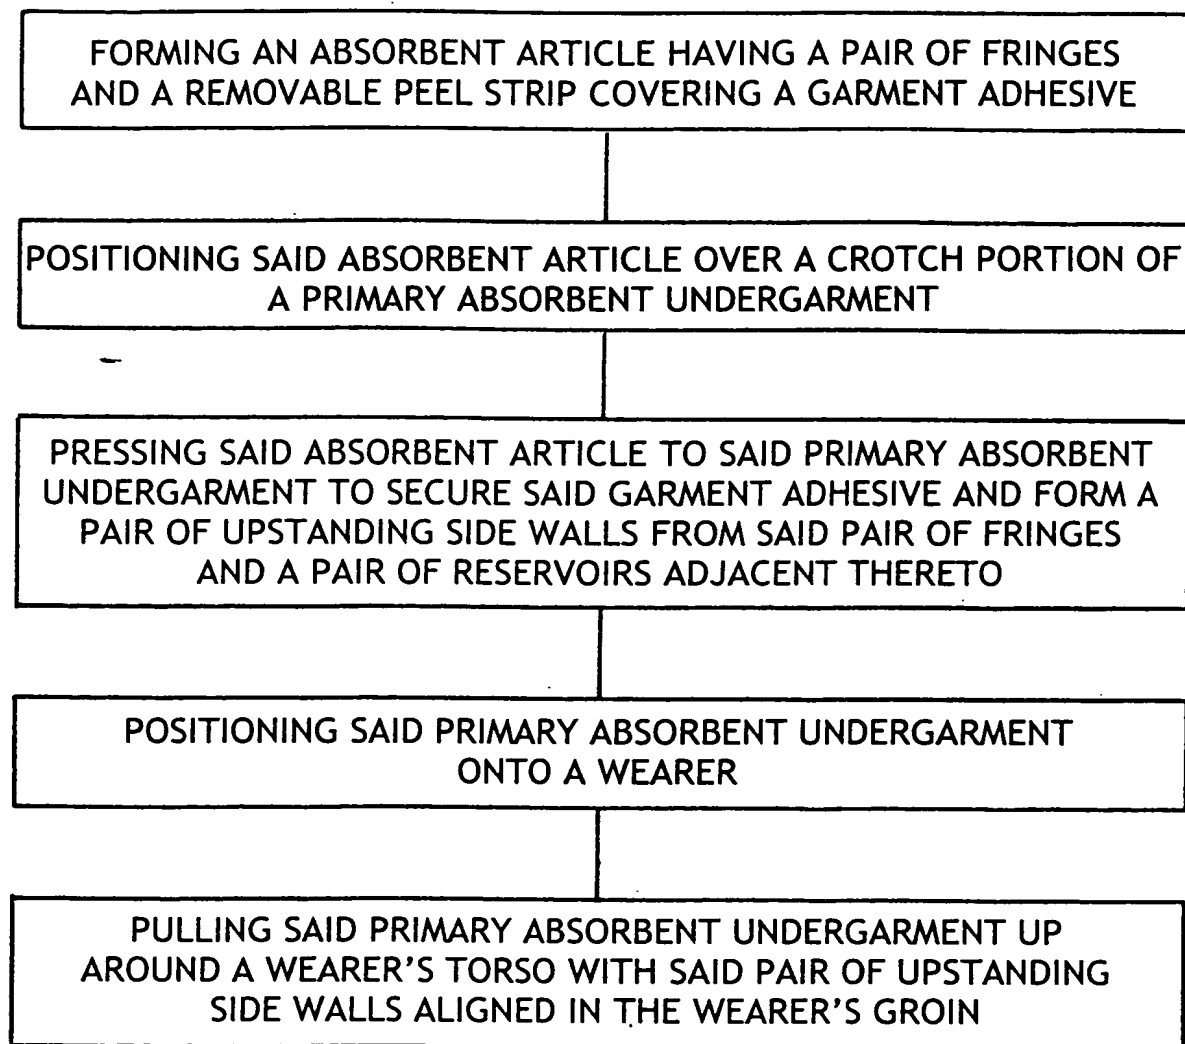 FORMING AN ABSORBENT ARTICLE HAVING A PAIR OF FRINGES
AND A REMOVABLE PEEL STRIP COVERING A GARMENT ADHESIVE
POSITIONING SAID ABSORBENT ARTICLE OVER A CROTCH PORTION OF
A PRIMARY ABSORBENT UNDERGARMENT
PRESSING SAID ABSORBENT ARTICLE TO SAID PRIMARY ABSORBENT
UNDERGARMENT TO SECURE SAID GARMENT ADHESIVE AND FORM A
PAIR OF UPSTANDING SIDE WALLS FROM SAID PAIR OF FRINGES
AND A PAIR OF RESERVOIRS ADJACENT THERETO
POSITIONING SAID PRIMARY ABSORBENT UNDERGARMENT
ONTO A WEARER
PULLING SAID PRIMARY ABSORBENT UNDERGARMENT UP
AROUND A WEARER'S TORSO WITH SAID PAIR OF UPSTANDING
SIDE WALLS ALIGNED IN THE WEARER'S GROIN